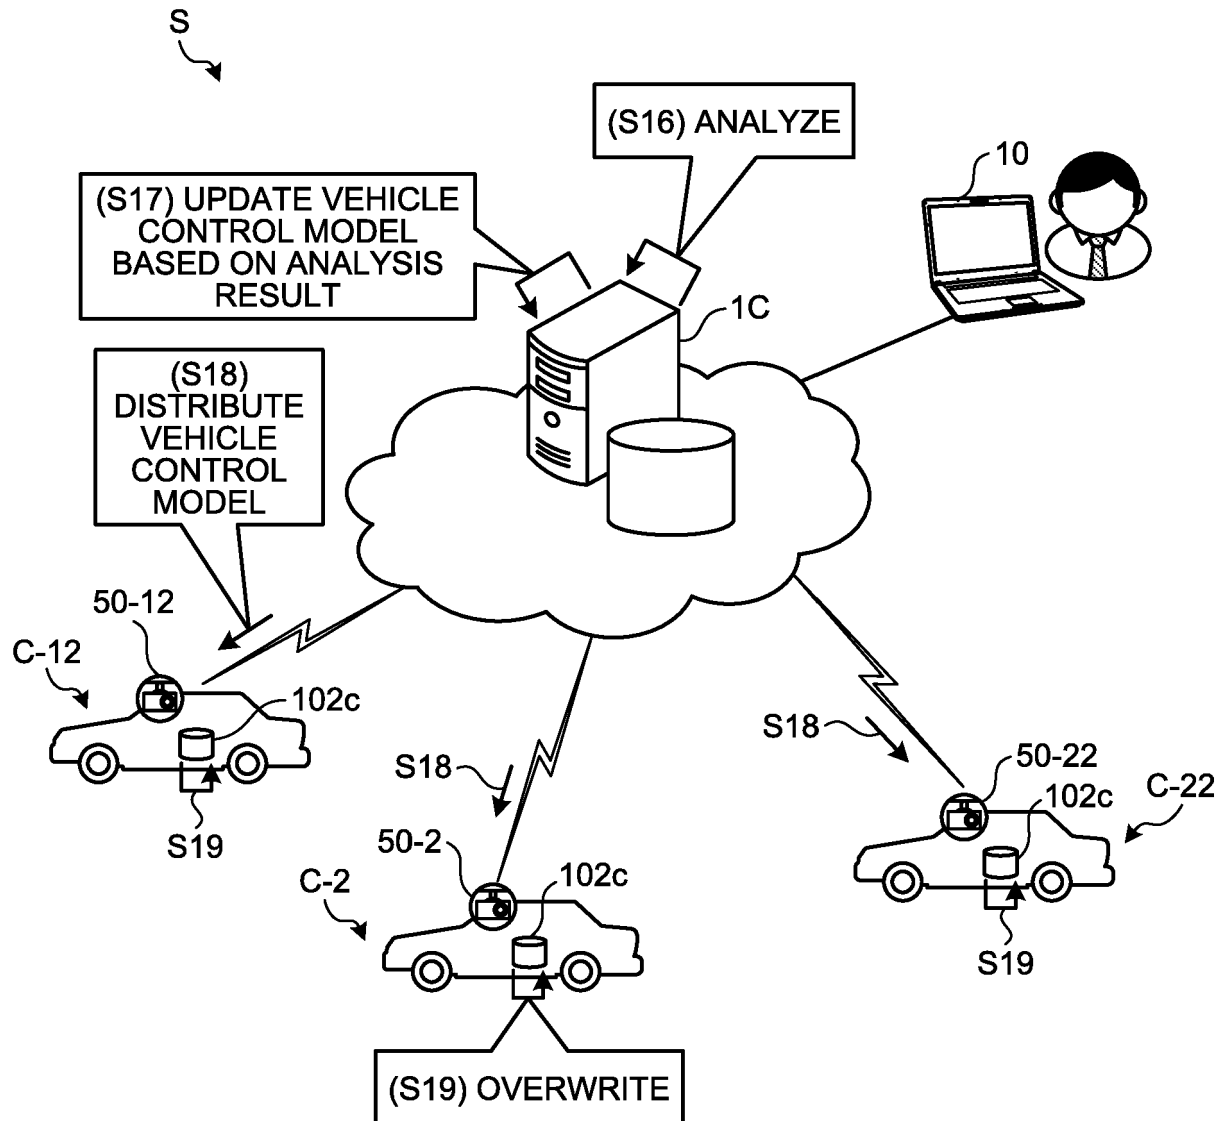 S
(S16) ANALYZE
10
(S17) UPDATE VEHICLE
CONTROL MODEL
BASED ON ANALYSIS
RESULT
1C
(S18)
DISTRIBUTE
VEHICLE
CONTROL
MODEL
50-12
C-12
102c
S19
S18
50-2
C-2
102c
(S19) OVERWRITE
S18
50-22
102c
C-22
S19